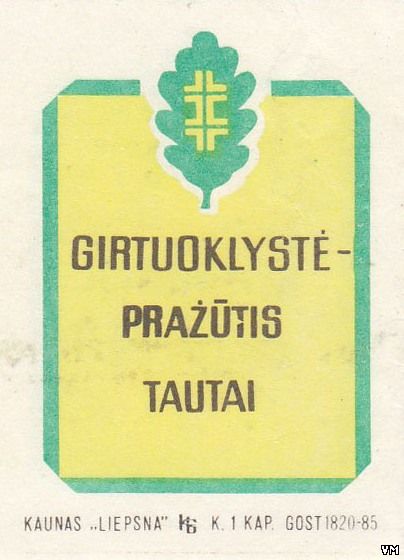 GIRTUOKLYSTĖ-
PRAŽŪTIS
TAUTAI
KAUNAS „LIEPSNA" K. 1 KAP. GOST 1820-85
VM